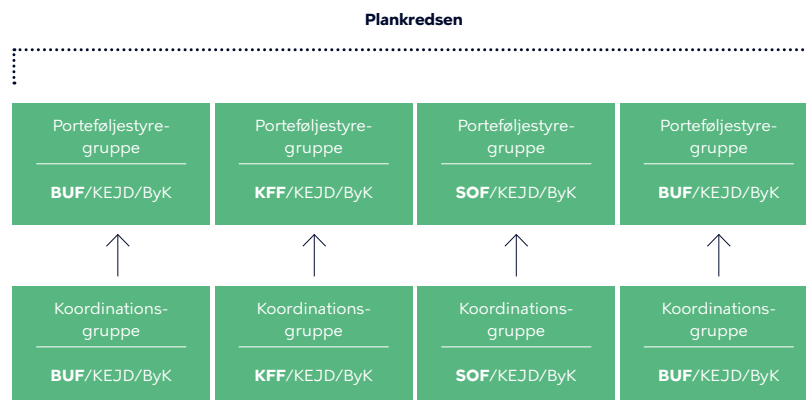 Plankredsen
Porteføljestyre-
gruppe
BUF/KEJD/ByK
Porteføljestyre-
gruppe
KFF/KEJD/ByK
Porteføljestyre-
gruppe
SOF/KEJD/ByK
Porteføljestyre-
gruppe
BUF/KEJD/ByK
Koordinations-
gruppe
BUF/KEJD/ByK
Koordinations-
gruppe
KFF/KEJD/ByK
Koordinations-
gruppe
SOF/KEJD/ByK
Koordinations-
gruppe
BUF/KEJD/ByK